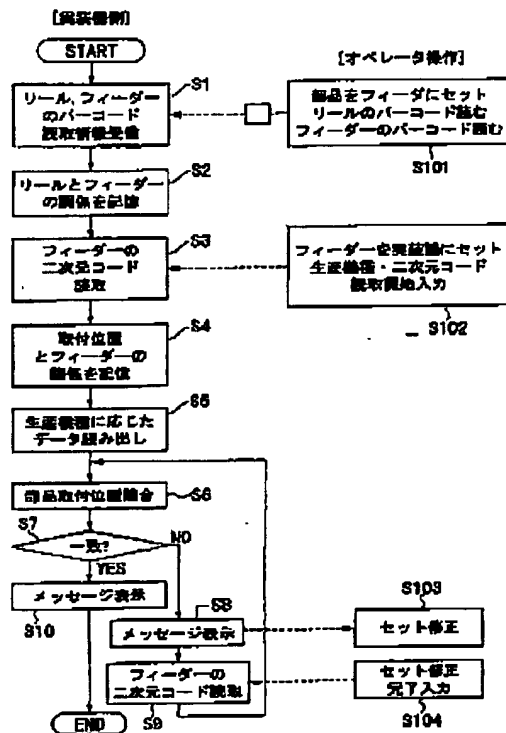 [実装機側]
START
[オペレータ操作]
S1
リール、フィーダー
のバーコード
読取情報受信
部品をフィーダにセット
リールのバーコード読む
フィーダーのバーコード読む
S101
S2
リールとフィーダー
の関係を記憶
S3
フィーダーの
二次元コード
読取
フィーダーを実装機にセット
生産機種・二次元コード
読取開始入力
S102
S4
取付位置
とフィーダーの
関係を記憶
S5
生産機種に応じた
データ読み出し
部品取付位置照合
S6
S7
一致?
NO
YES
メッセージ表示
S10
S8
メッセージ表示
S103
セット修正
フィーダーの
二次元コード読取
S9
セット修正
完了入力
S104
END